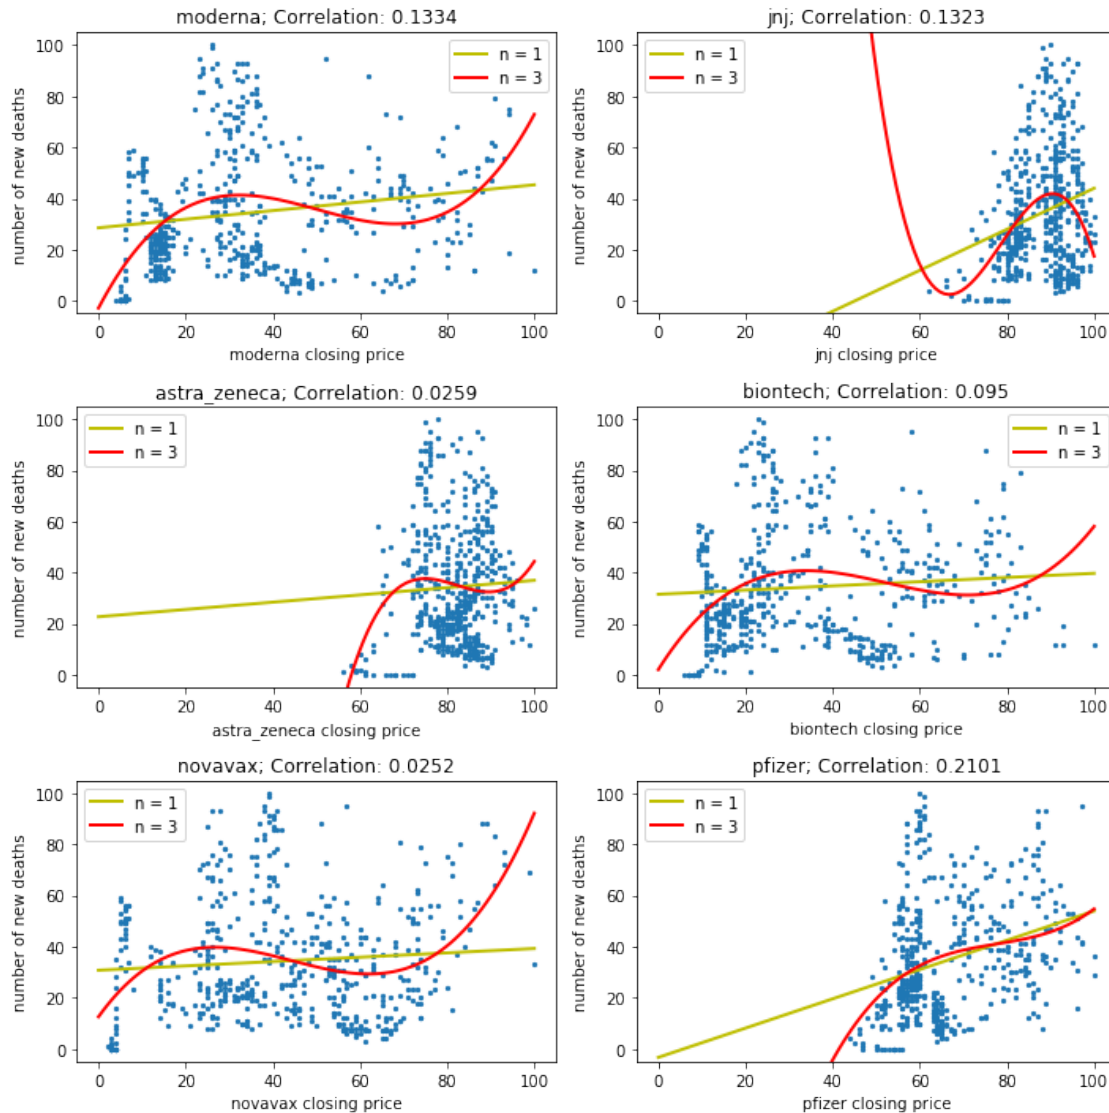 moderna; Correlation: 0.1334
100
80
60
40
20
0
number of new deaths
n = 1
n = 3
0 20 40 60 80 100
moderna closing price
jnj; Correlation: 0.1323
100
80
60
40
20
0
number of new deaths
n = 1
n = 3
0 20 40 60 80 100
jnj closing price
astra_zeneca; Correlation: 0.0259
100
80
60
40
20
0
number of new deaths
n = 1
n = 3
0 20 40 60 80 100
astra_zeneca closing price
biontech; Correlation: 0.095
100
80
60
40
20
0
number of new deaths
n = 1
n = 3
0 20 40 60 80 100
biontech closing price
novavax; Correlation: 0.0252
100
80
60
40
20
0
number of new deaths
n = 1
n = 3
0 20 40 60 80 100
novavax closing price
pfizer; Correlation: 0.2101
100
80
60
40
20
0
number of new deaths
n = 1
n = 3
0 20 40 60 80 100
pfizer closing price